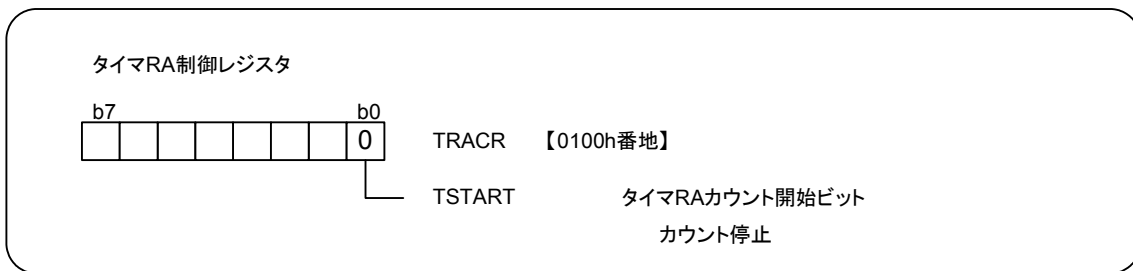 タイマRA制御レジスタ
b7 b0
0 TRACR 【0100h番地】
TSTART タイマRAカウント開始ビット
カウント停止